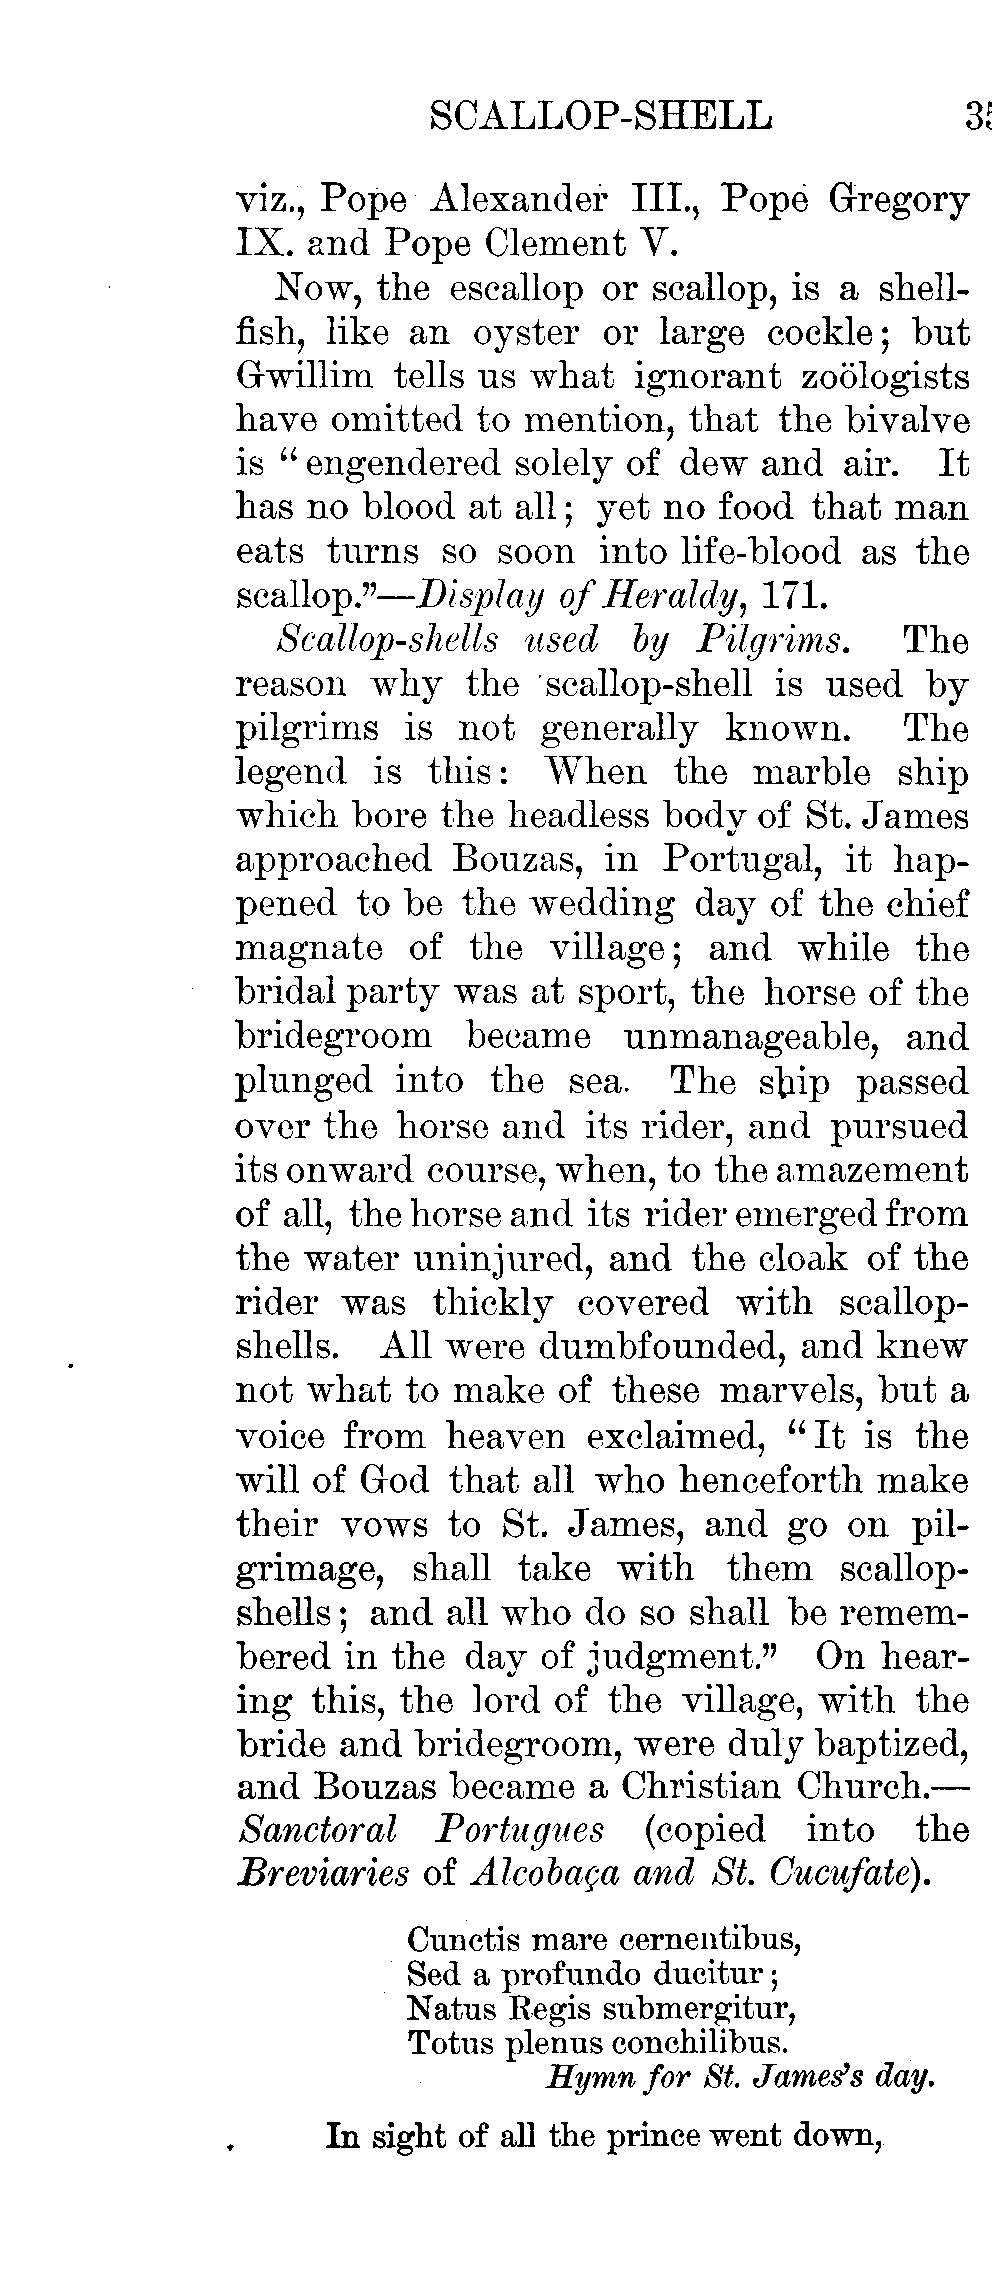 SCALLOP-SHELL 35
viz., Pope Alexander III., Pope Gregory
IX. and Pope Clement V.
Now, the escallop or scallop, is a shell-
fish, like an oyster or large cockle; but
Gwillim tells us what ignorant zoölogists
have omitted to mention, that the bivalve
is "engendered solely of dew and air. It
has no blood at all; yet no food that man
eats turns so soon into life-blood as the
scallop."—Display of Heraldy, 171.
Scallop-shells used by Pilgrims. The
reason why the scallop-shell is used by
pilgrims is not generally known. The
legend is this: When the marble ship
which bore the headless body of St. James
approached Bouzas, in Portugal, it hap-
pened to be the wedding day of the chief
magnate of the village; and while the
bridal party was at sport, the horse of the
bridegroom became unmanageable, and
plunged into the sea. The ship passed
over the horse and its rider, and pursued
its onward course, when, to the amazement
of all, the horse and its rider emerged from
the water uninjured, and the cloak of the
rider was thickly covered with scallop-
shells. All were dumbfounded, and knew
not what to make of these marvels, but a
voice from heaven exclaimed, "It is the
will of God that all who henceforth make
their vows to St. James, and go on pil-
grimage, shall take with them scallop-
shells; and all who do so shall be remem-
bered in the day of judgment." On hear-
ing this, the lord of the village, with the
bride and bridegroom, were duly baptized,
and Bouzas became a Christian Church.—
Sanctoral Portugues (copied into the
Breviaries of Alcobaça and St. Cucufate).
Cunctis mare cernentibus,
Sed a profundo ducitur;
Natus Regis submergitur,
Totus plenus conchilibus.
Hymn for St. James's day.
In sight of all the prince went down,